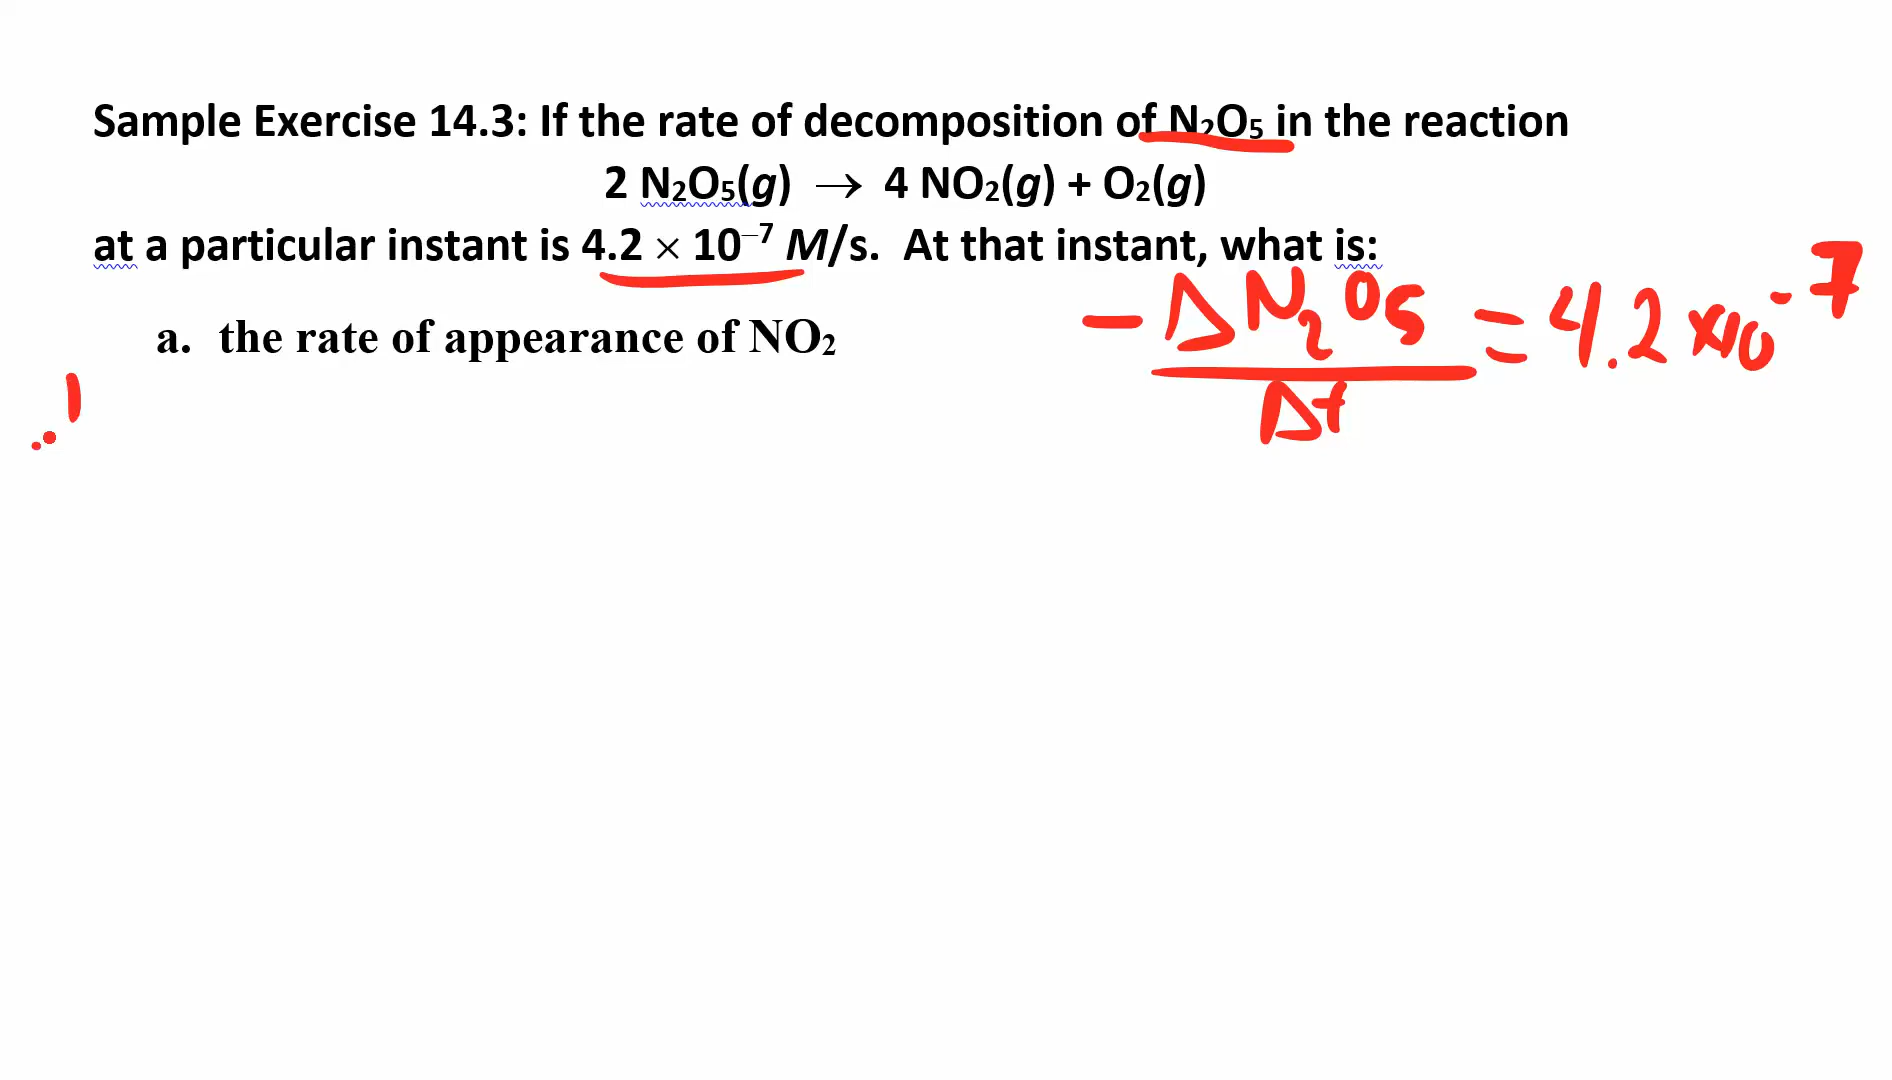 Sample Exercise 14.3: If the rate of decomposition of N₂O₅ in the reaction
2 N₂O₅(g) → 4 NO₂(g) + O₂(g)
at a particular instant is 4.2 × 10⁻⁷ M/s. At that instant, what is:
-ΔN₂O₅ = 4.2 x10⁻⁷
Δt
a. the rate of appearance of NO₂